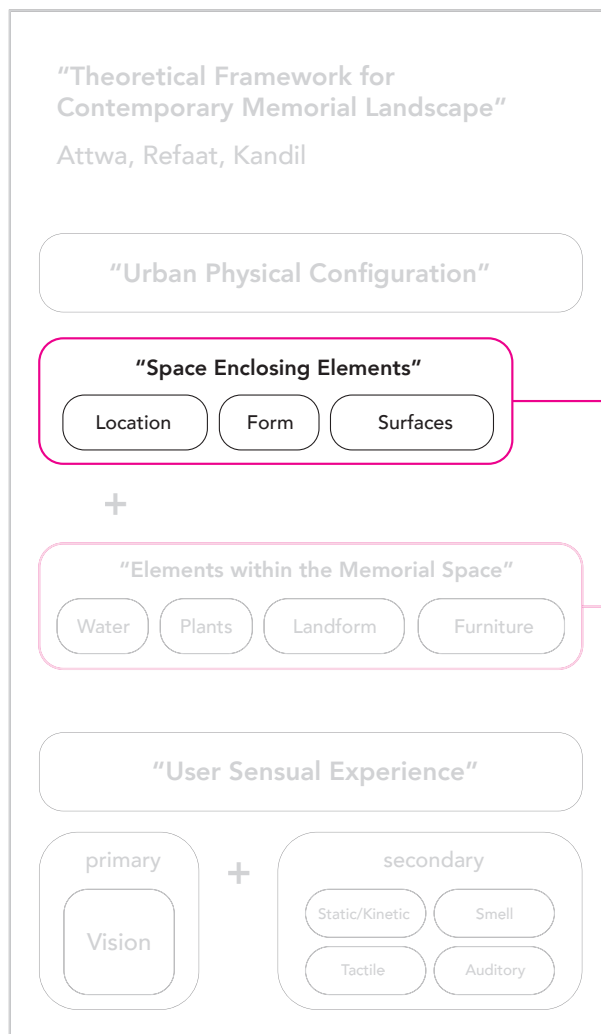 “Theoretical Framework for
Contemporary Memorial Landscape”
Attwa, Refaat, Kandil
“Urban Physical Configuration”
“Space Enclosing Elements”
Location Form Surfaces
+
“Elements within the Memorial Space”
Water Plants Landform Furniture
“User Sensual Experience”
primary + secondary
Vision
Static/Kinetic Smell
Tactile Auditory